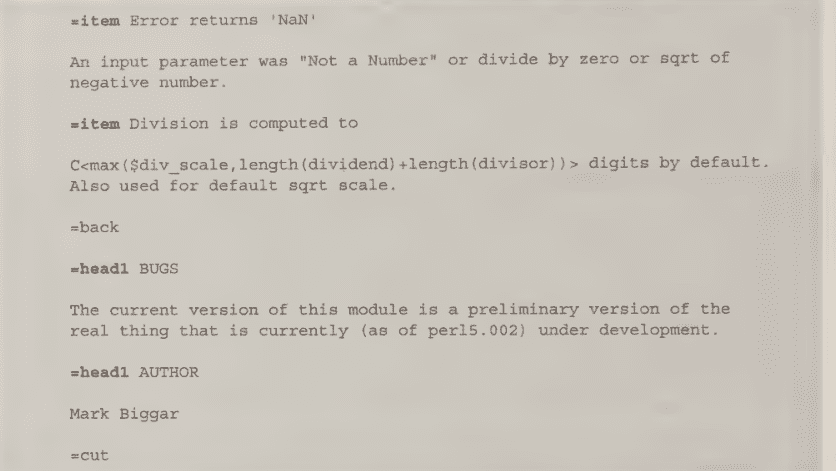 =item Error returns 'NaN'
An input parameter was "Not a Number" or divide by zero or sqrt of
negative number.
=item Division is computed to
C<max($div_scale,length(dividend)+length(divisor))> digits by default.
Also used for default sqrt scale.
=back
=head1 BUGS
The current version of this module is a preliminary version of the
real thing that is currently (as of perl5.002) under development.
=head1 AUTHOR
Mark Biggar
=cut